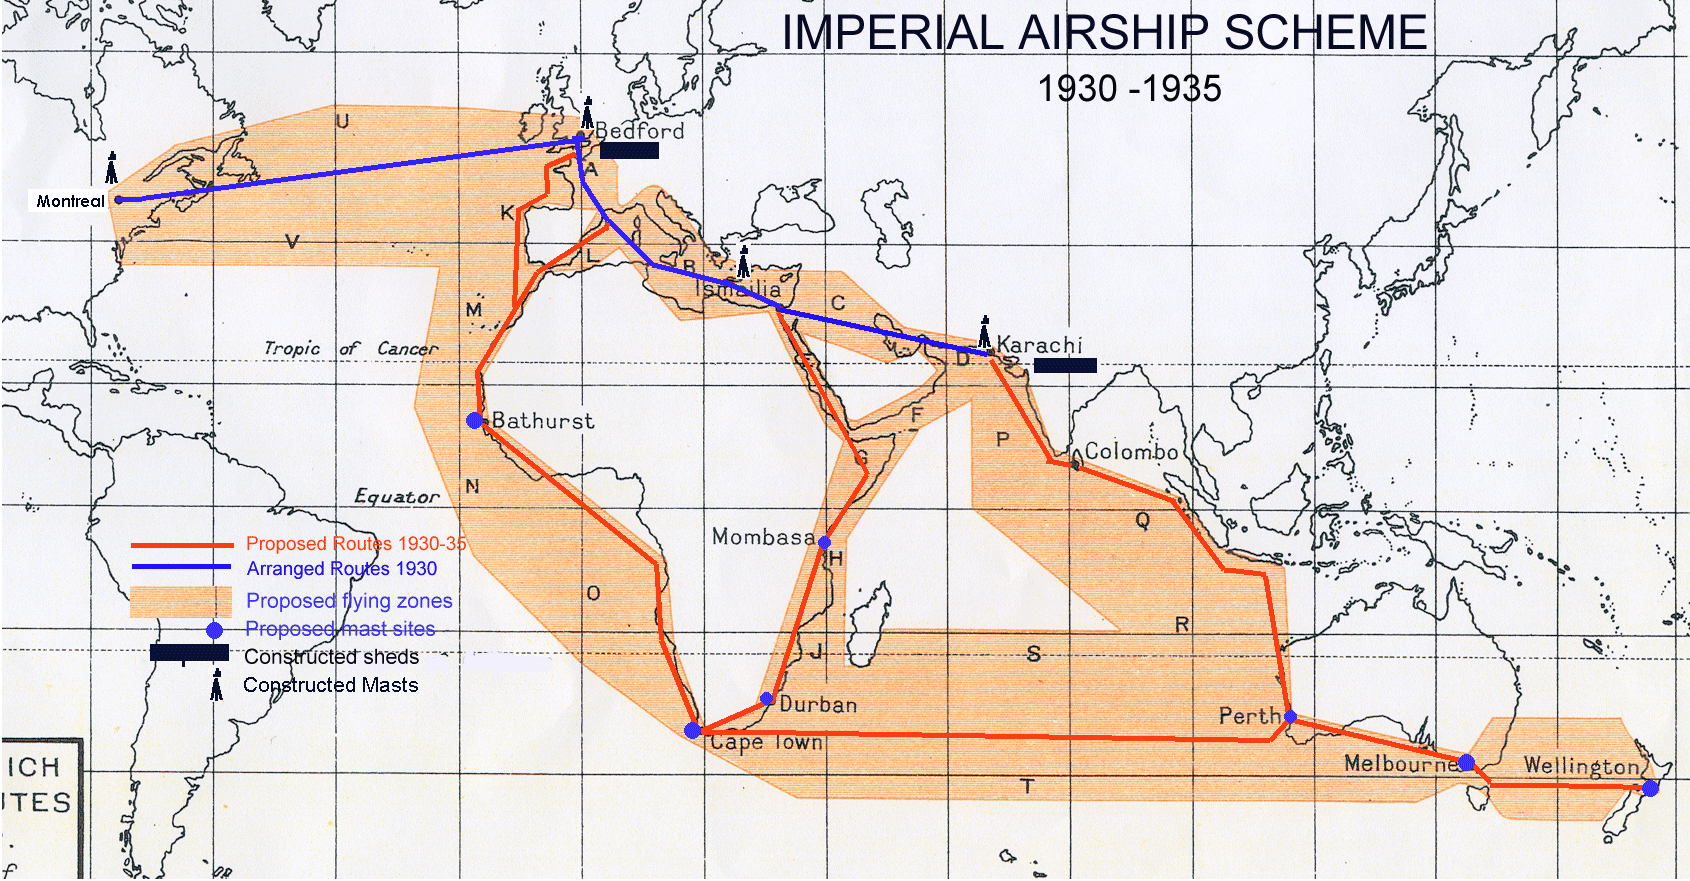 IMPERIAL AIRSHIP SCHEME
1930 -1935
U
Bedford
A
Montreal
K
V
L
B
Ismailia
C
M
Tropic of Cancer
Karachi
D
Bathurst
F
P
G
Colombo
N
Equator
Q
Mombasa
H
Proposed Routes 1930-35
Arranged Routes 1930
O
Proposed flying zones
R
Proposed mast sites
J
S
Constructed sheds
Constructed Masts
Durban
Perth
Cape Town
Melbourne
Wellington
ICH
UTES
T
f